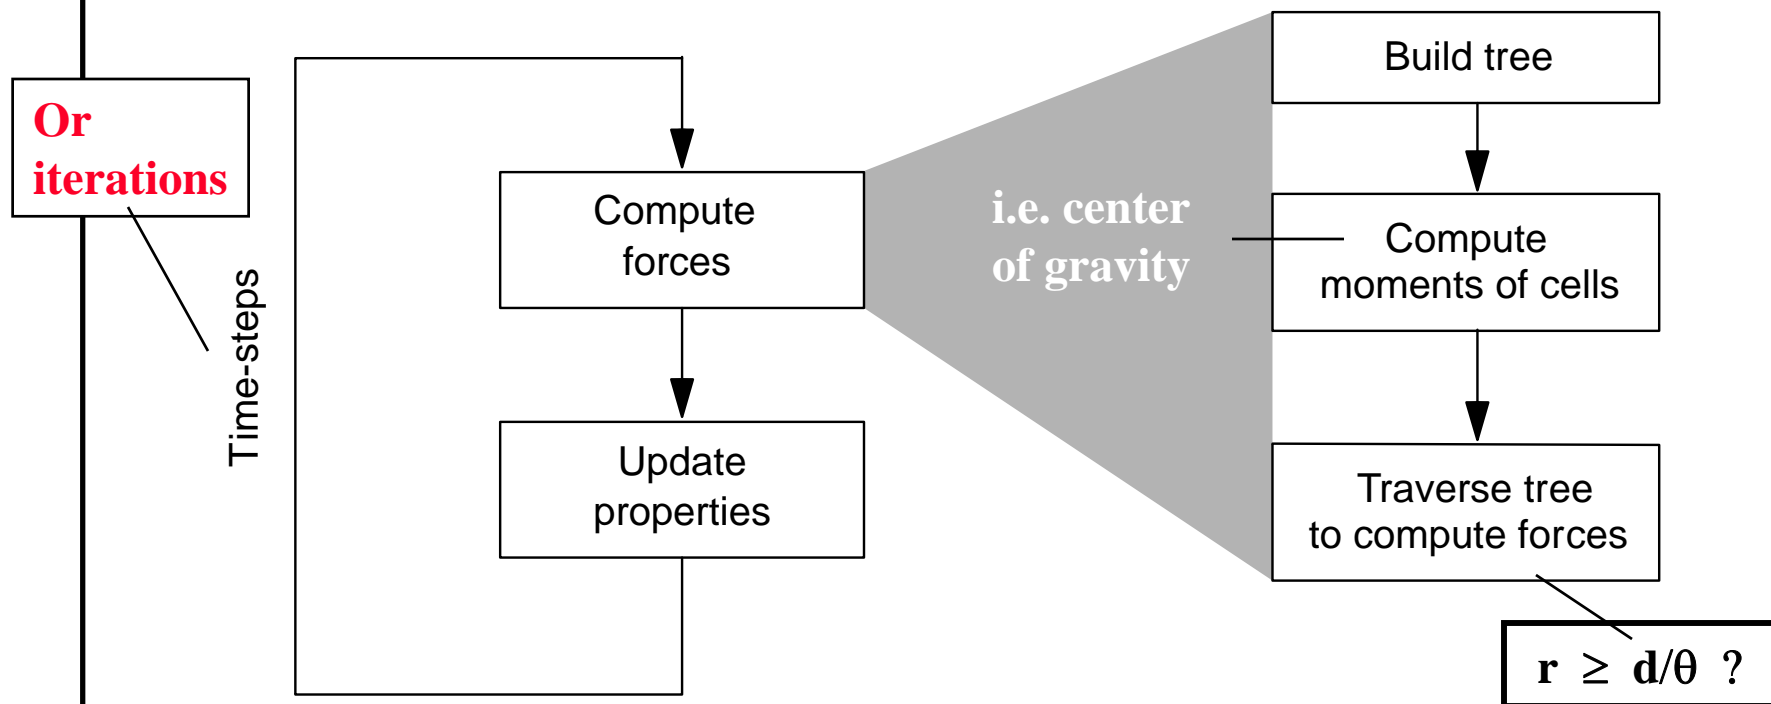 Or
iterations
Time-steps
Compute
forces
Update
properties
i.e. center
of gravity
Build tree
Compute
moments of cells
Traverse tree
to compute forces
r ≥ d/θ ?